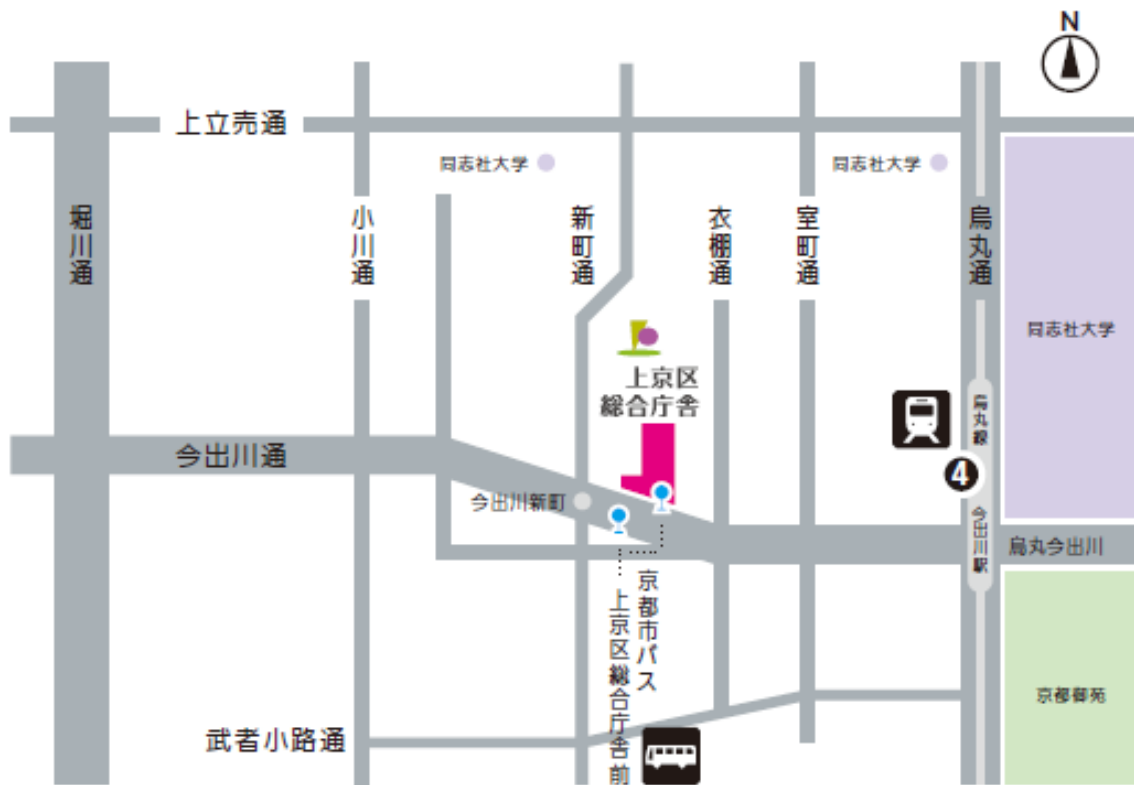 N
上立売通
同志社大学
同志社大学
堀川通
小川通
新町通
衣棚通
室町通
烏丸通
同志社大学
上京区
総合庁舎
烏丸線
4
今出川通
今出川新町
今出川駅
烏丸今出川
京都市バス
上京区総合庁舎前
京都御苑
武者小路通